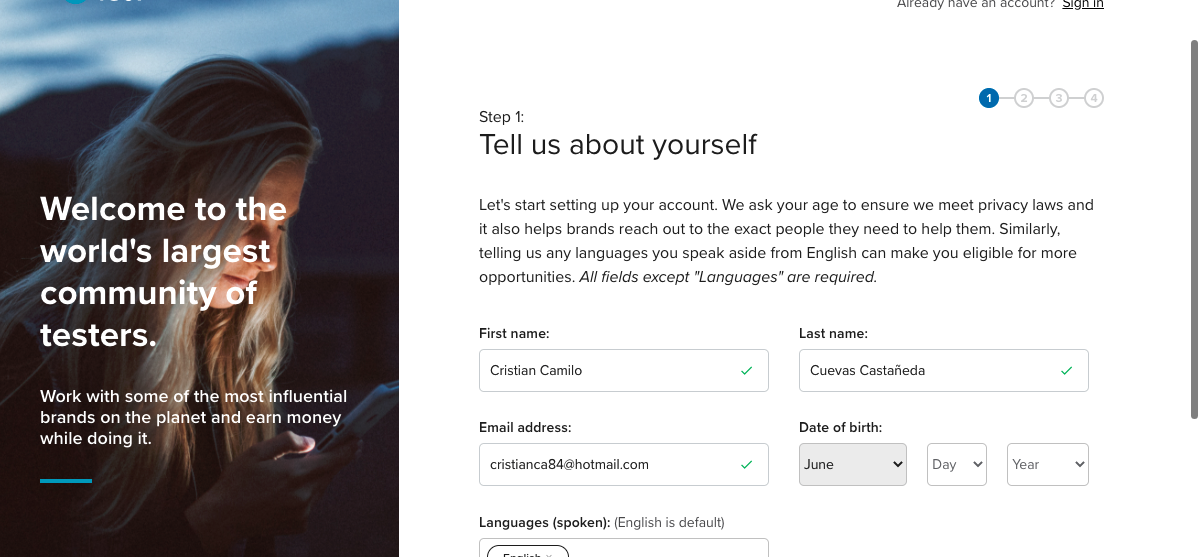 Already have an account? Sign in
1 2 3 4
Step 1:
Tell us about yourself
Welcome to the
world's largest
community of
testers.
Work with some of the most influential
brands on the planet and earn money
while doing it.
Let's start setting up your account. We ask your age to ensure we meet privacy laws and
it also helps brands reach out to the exact people they need to help them. Similarly,
telling us any languages you speak aside from English can make you eligible for more
opportunities. All fields except "Languages" are required.
First name: Last name:
Cristian Camilo Cuevas Castañeda
Email address: Date of birth:
cristianca84@hotmail.com June Day Year
Languages (spoken): (English is default)
English ×